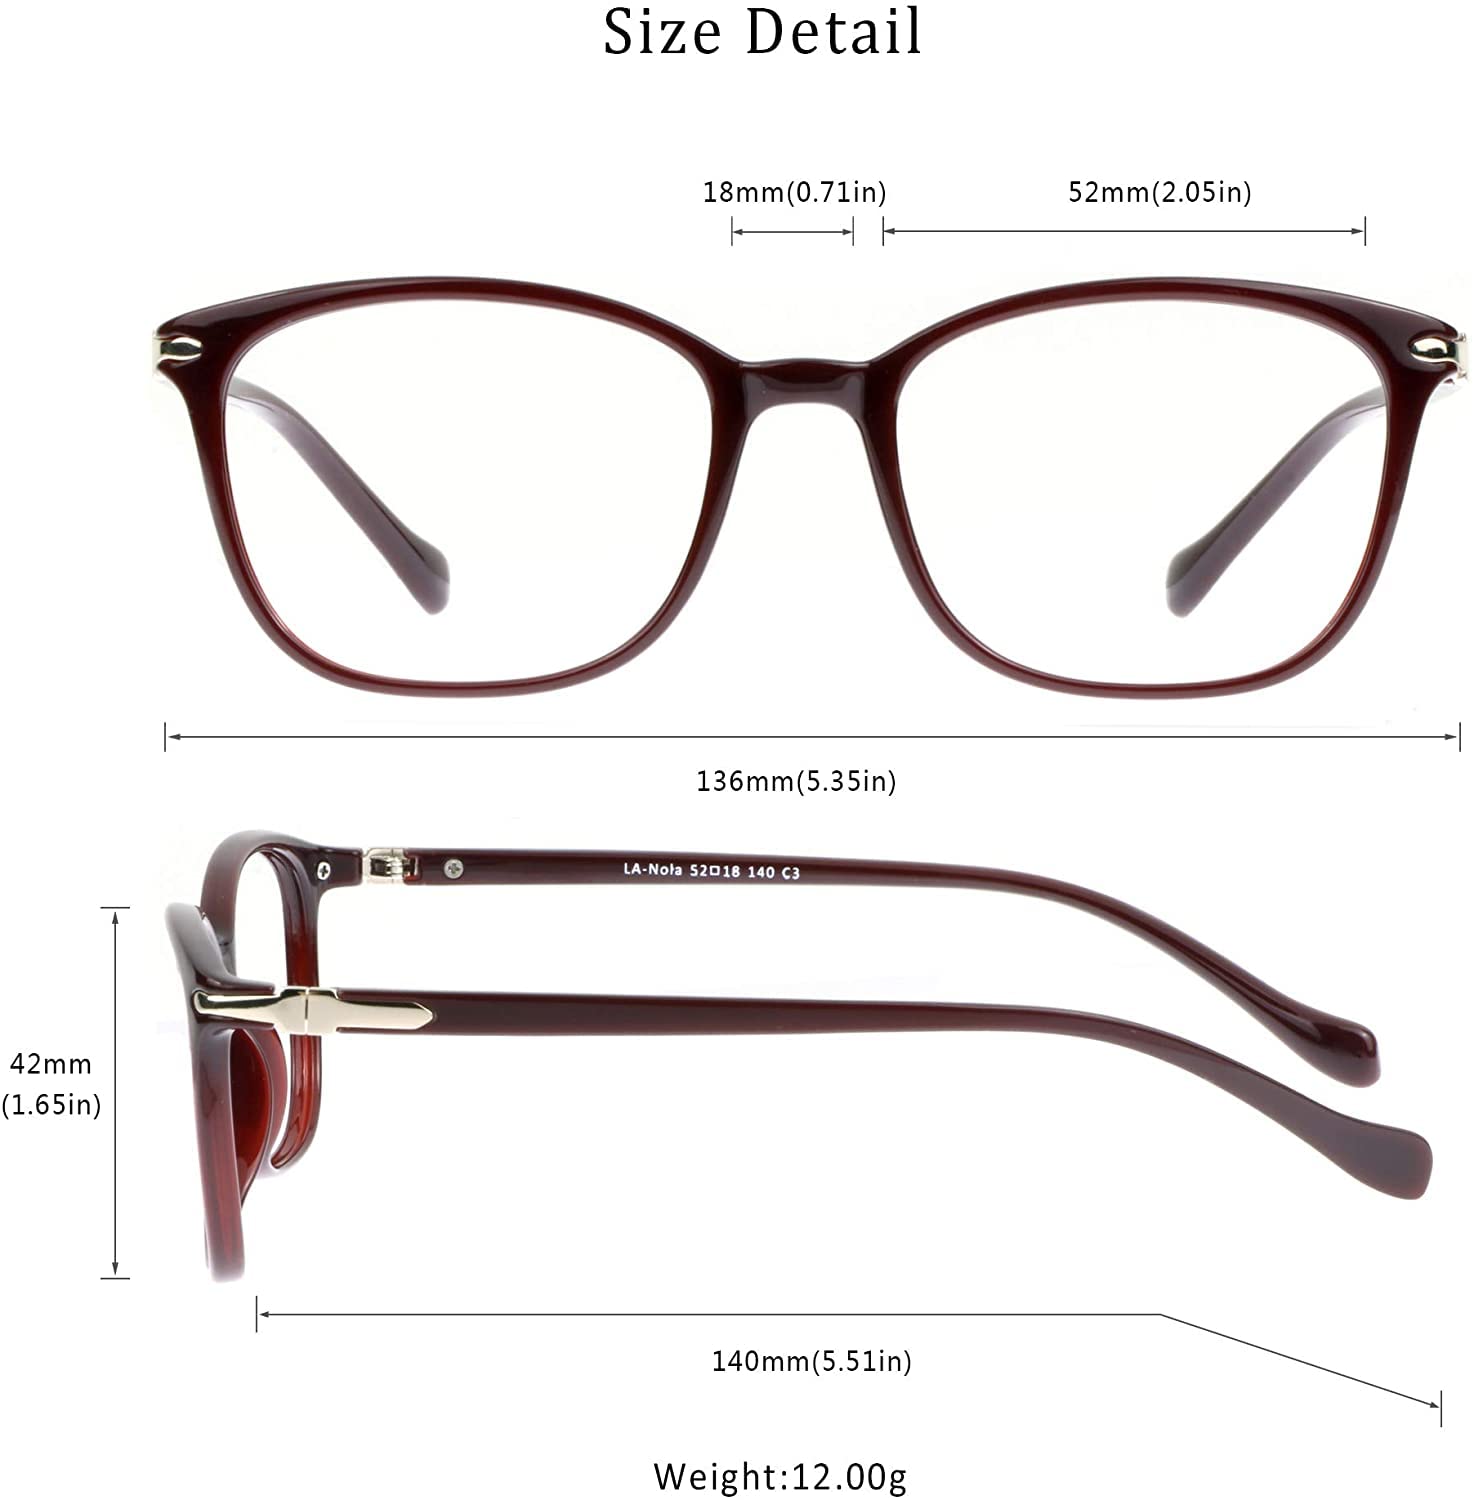 Size Detail
18mm(0.71in)
52mm(2.05in)
136mm(5.35in)
LA-Nola 52□18 140 C3
42mm
(1.65in)
140mm(5.51in)
Weight:12.00g